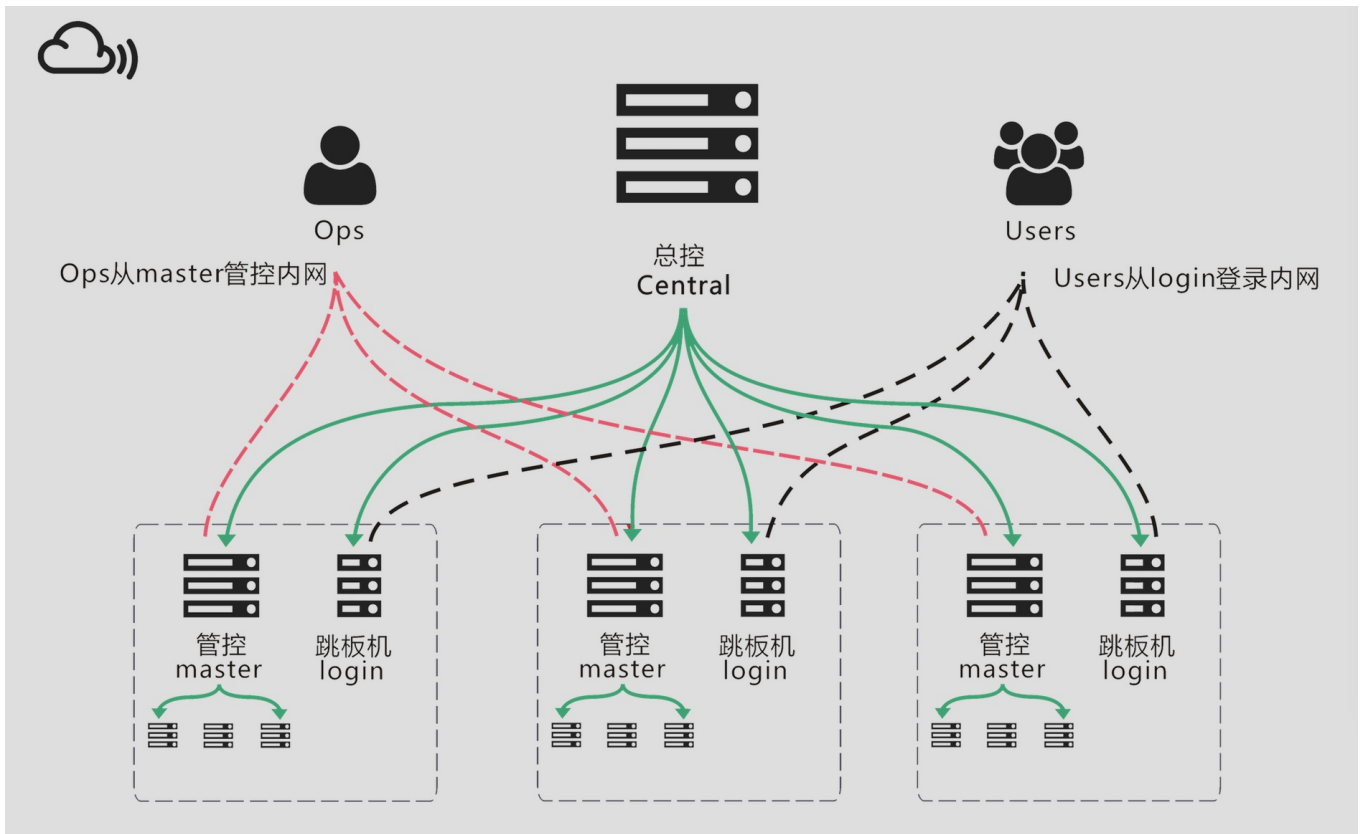 Ops
总控
Central
Users
Ops从master管控内网
Users从login登录内网
管控
master
跳板机
login
管控
master
跳板机
login
管控
master
跳板机
login